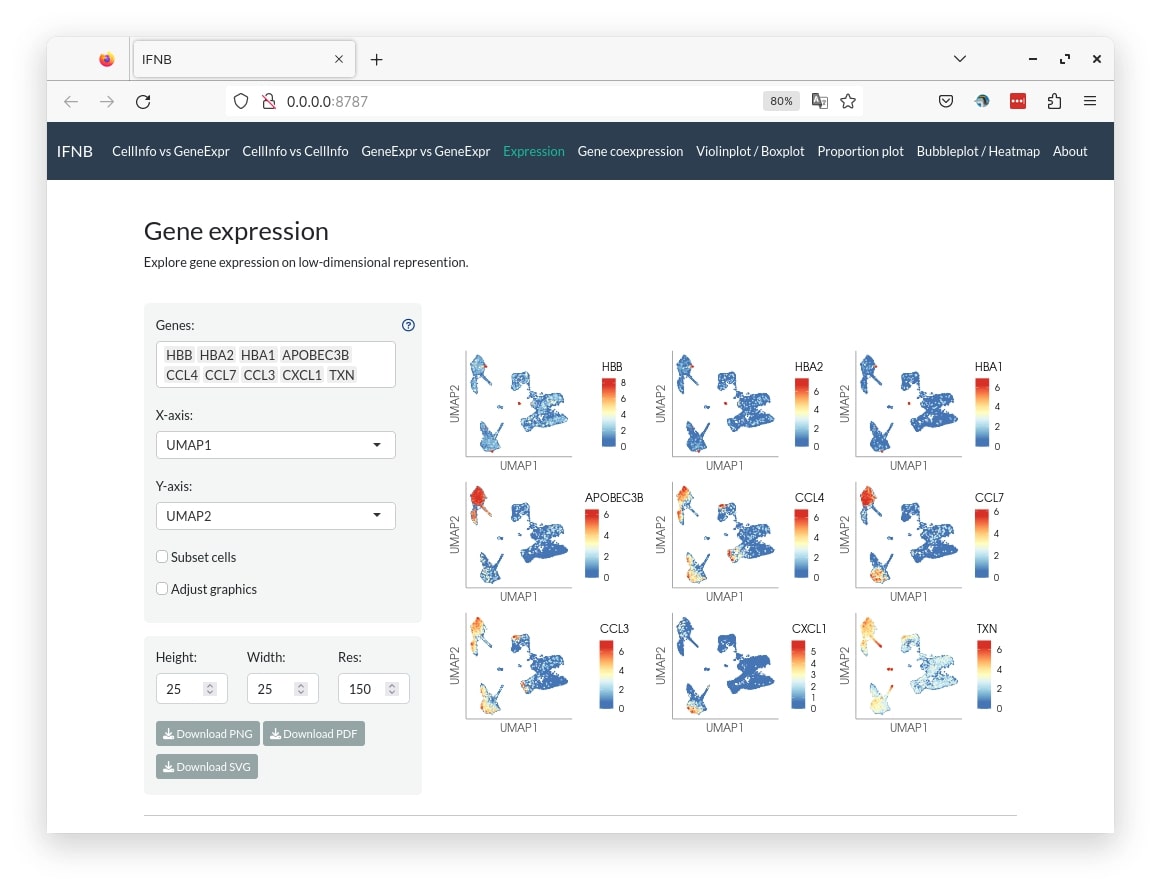 IFNB
0.0.0.0:8787
80%
IFNB CellInfo vs GeneExpr CellInfo vs CellInfo GeneExpr vs GeneExpr Expression Gene coexpression Violinplot / Boxplot Proportion plot Bubbleplot / Heatmap About
Gene expression
Explore gene expression on low-dimensional represention.
Genes:
HBB HBA2 HBA1 APOBEC3B
CCL4 CCL7 CCL3 CXCL1 TXN
X-axis:
UMAP1
Y-axis:
UMAP2
Subset cells
Adjust graphics
Height: Width: Res:
25 25 150
Download PNG Download PDF
Download SVG
HBB
8
6
4
2
0
UMAP2
UMAP1
HBA2
6
4
2
0
UMAP2
UMAP1
HBA1
6
4
2
0
UMAP2
UMAP1
APOBEC3B
6
4
2
0
UMAP2
UMAP1
CCL4
6
4
2
0
UMAP2
UMAP1
CCL7
6
4
2
0
UMAP2
UMAP1
CCL3
6
4
2
0
UMAP2
UMAP1
CXCL1
5
4
3
2
1
0
UMAP2
UMAP1
TXN
6
4
2
0
UMAP2
UMAP1